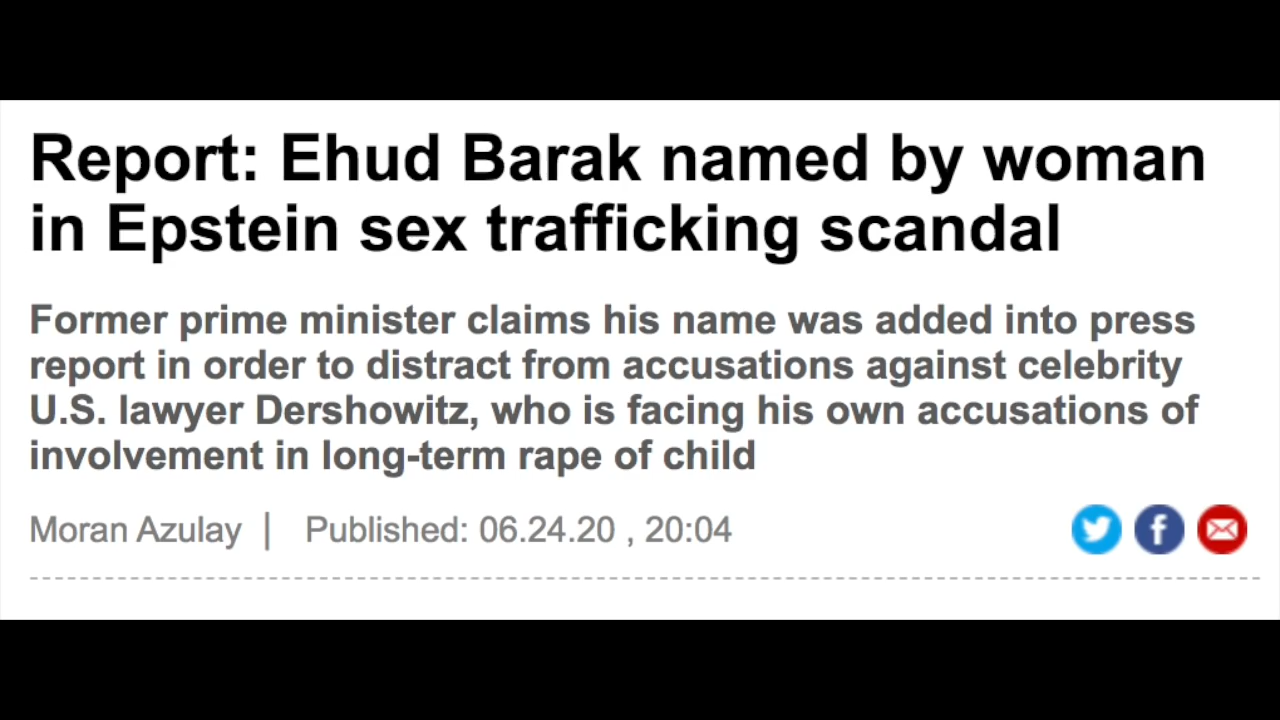 Report: Ehud Barak named by woman
in Epstein sex trafficking scandal
Former prime minister claims his name was added into press
report in order to distract from accusations against celebrity
U.S. lawyer Dershowitz, who is facing his own accusations of
involvement in long-term rape of child
Moran Azulay | Published: 06.24.20 , 20:04